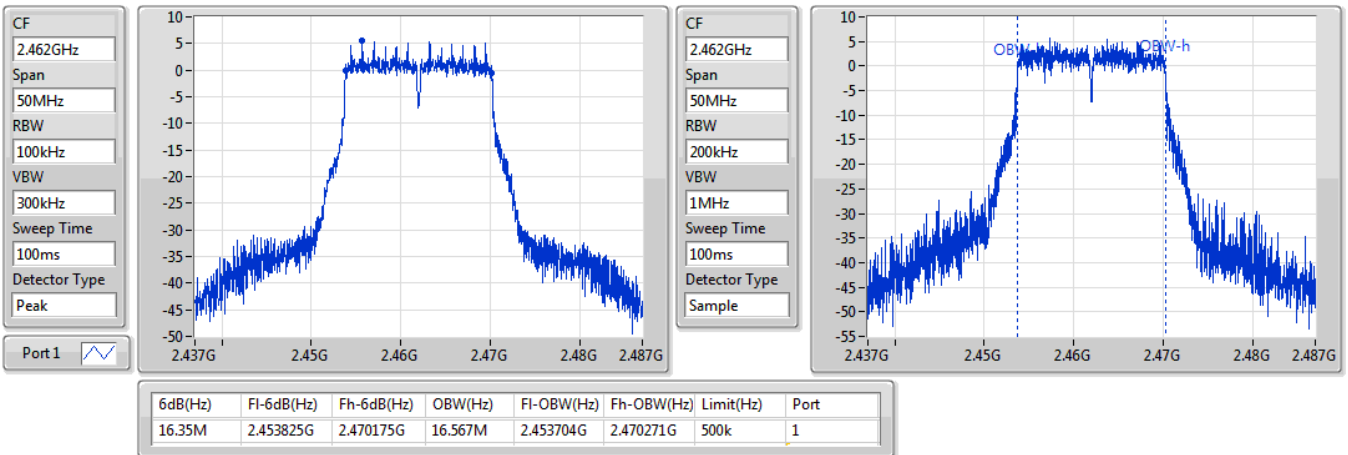 CF
2.462GHz
Span
50MHz
RBW
100kHz
VBW
300kHz
Sweep Time
100ms
Detector Type
Peak
Port 1
10
5
0
-5
-10
-15
-20
-25
-30
-35
-40
-45
-50
2.437G 2.45G 2.46G 2.47G 2.48G 2.487G
CF
2.462GHz
Span
50MHz
RBW
200kHz
VBW
1MHz
Sweep Time
100ms
Detector Type
Sample
10
5
0
-5
-10
-15
-20
-25
-30
-35
-40
-45
-50
-55
OBW OBW-h
2.437G 2.45G 2.46G 2.47G 2.48G 2.487G
6dB(Hz) Fl-6dB(Hz) Fh-6dB(Hz) OBW(Hz) Fl-OBW(Hz) Fh-OBW(Hz) Limit(Hz) Port
16.35M 2.453825G 2.470175G 16.567M 2.453704G 2.470271G 500k 1